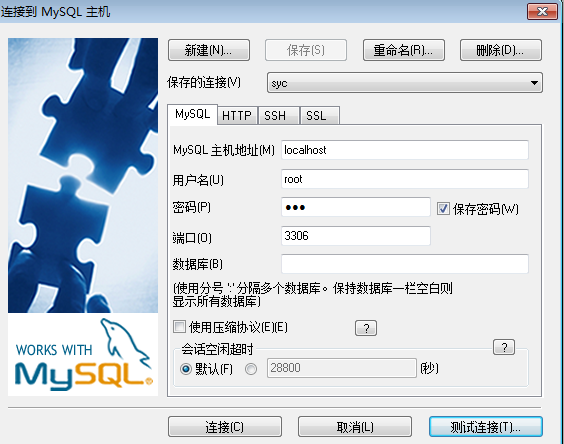 连接到 MySQL 主机
新建(N)... 保存(S) 重命名(R)... 删除(D)...
保存的连接(V) syc
MySQL HTTP SSH SSL
MySQL 主机地址(M) localhost
用户名(U) root
密码(P) ●●● 保存密码(W)
端口(O) 3306
数据库(B)
(使用分号 ';' 分隔多个数据库。保持数据库一栏空白则
显示所有数据库)
使用压缩协议(E)(E) ?
会话空闲超时 ?
默认(F) 28800 (秒)
WORKS WITH
MySQL®
连接(C) 取消(L) 测试连接(T)...